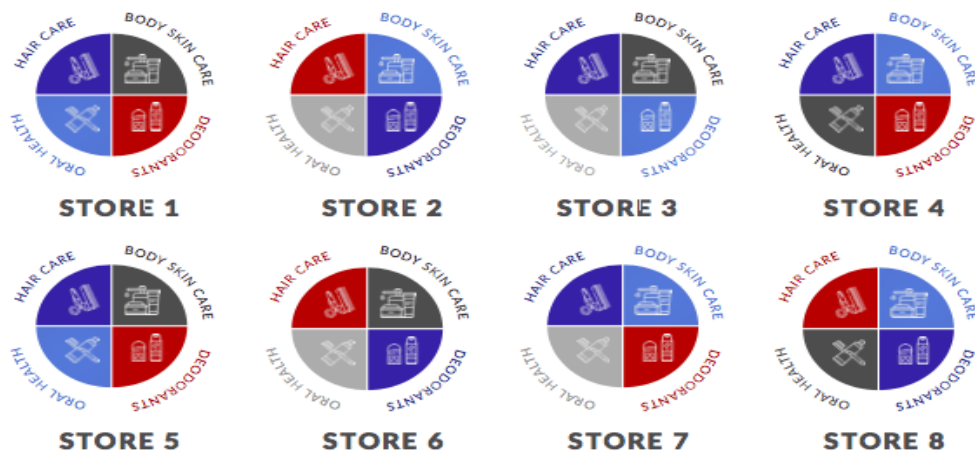 HAIR CARE
BODY SKIN CARE
ORAL HEALTH
DEODORANTS
STORE 1
HAIR CARE
BODY SKIN CARE
ORAL HEALTH
DEODORANTS
STORE 2
HAIR CARE
BODY SKIN CARE
ORAL HEALTH
DEODORANTS
STORE 3
HAIR CARE
BODY SKIN CARE
ORAL HEALTH
DEODORANTS
STORE 4
HAIR CARE
BODY SKIN CARE
ORAL HEALTH
DEODORANTS
STORE 5
HAIR CARE
BODY SKIN CARE
ORAL HEALTH
DEODORANTS
STORE 6
HAIR CARE
BODY SKIN CARE
ORAL HEALTH
DEODORANTS
STORE 7
HAIR CARE
BODY SKIN CARE
ORAL HEALTH
DEODORANTS
STORE 8